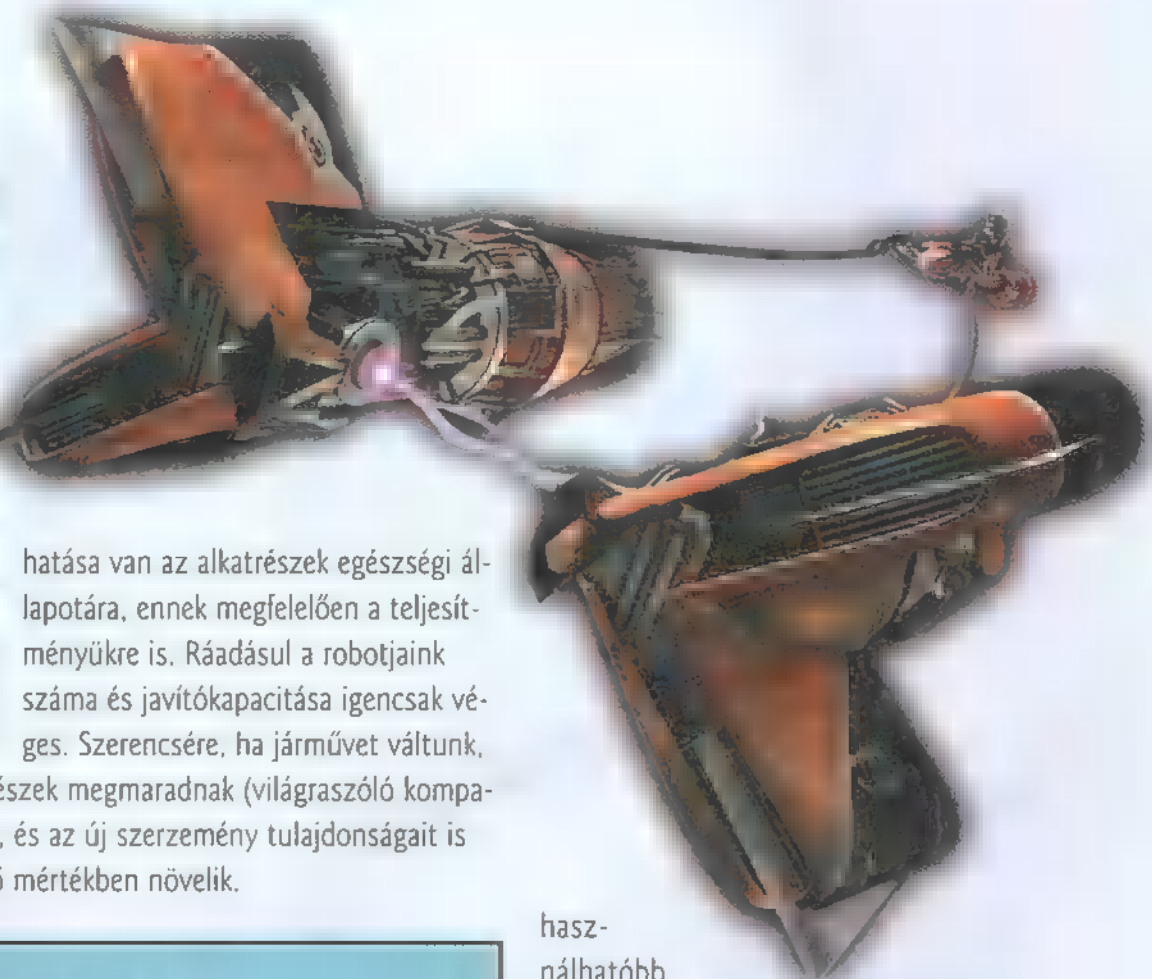 hatása van az alkatrészek egészségi ál-
lapotára, ennek megfelelően a teljesít-
ményükre is. Ráadásul a robotjaink
száma és javítókapacitása igencsak vé-
ges. Szerencsére, ha járművet váltunk,
észek megmaradnak (világraszóló kompa-
, és az új szerzemény tulajdonságait is
ő mértékben növelik.
hasz-
nálhatóbb